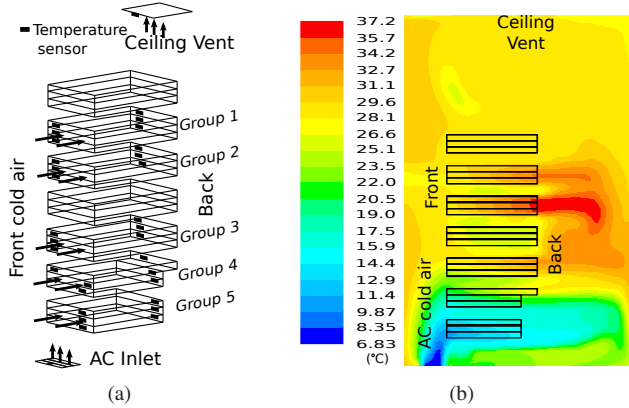 Temperature
sensor
Ceiling Vent
Group 1
Group 2
Group 3
Group 4
Group 5
Front cold air
Back
AC Inlet
(a)
37.2
35.7
34.2
32.7
31.1
29.6
28.1
26.6
25.1
23.5
22.0
20.5
19.0
17.5
15.9
14.4
12.9
11.4
9.87
8.35
6.83
(°C)
Ceiling
Vent
Front
Back
AC cold air
(b)